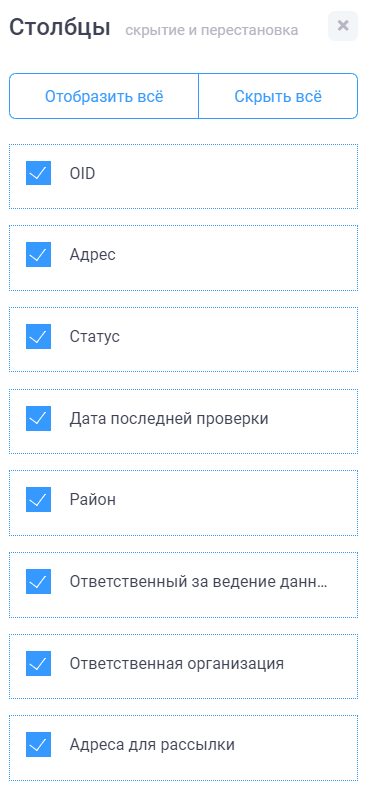 Столбцы скрытие и перестановка
Отобразить всё Скрыть всё
OID
Адрес
Статус
Дата последней проверки
Район
Ответственный за ведение данн...
Ответственная организация
Адреса для рассылки